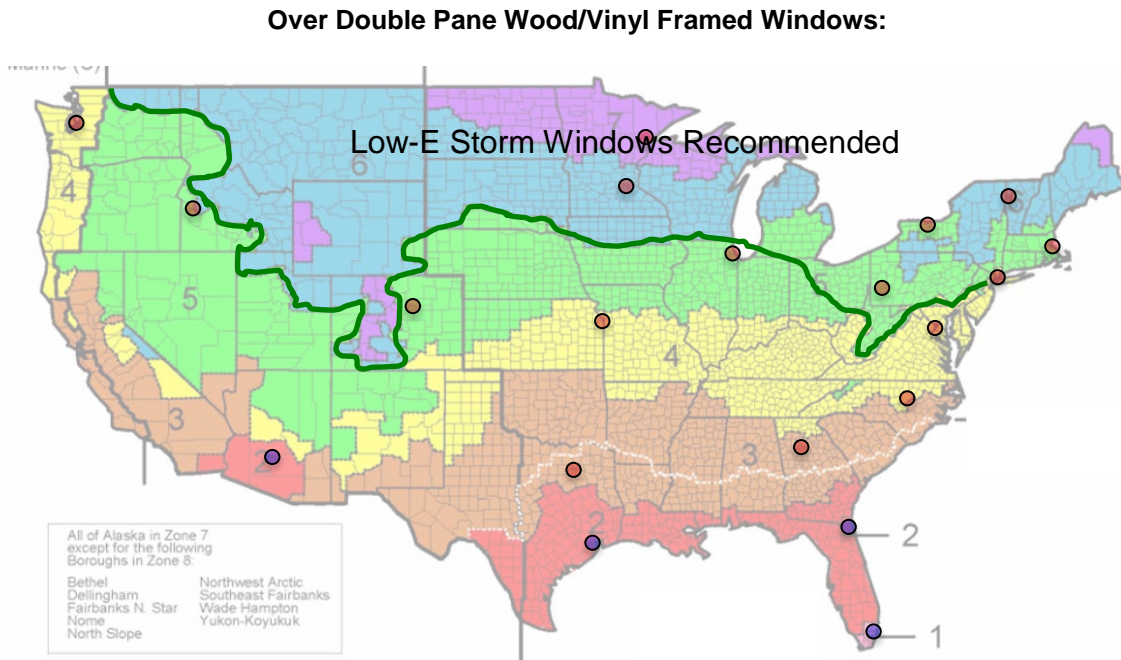 Over Double Pane Wood/Vinyl Framed Windows:
Marine (C)
7
Low-E Storm Windows Recommended
6
4
6
5
4
3
3
2
2
2
1
All of Alaska in Zone 7
except for the following
Boroughs in Zone 8:
Bethel Northwest Arctic
Dellingham Southeast Fairbanks
Fairbanks N. Star Wade Hampton
Nome Yukon-Koyukuk
North Slope